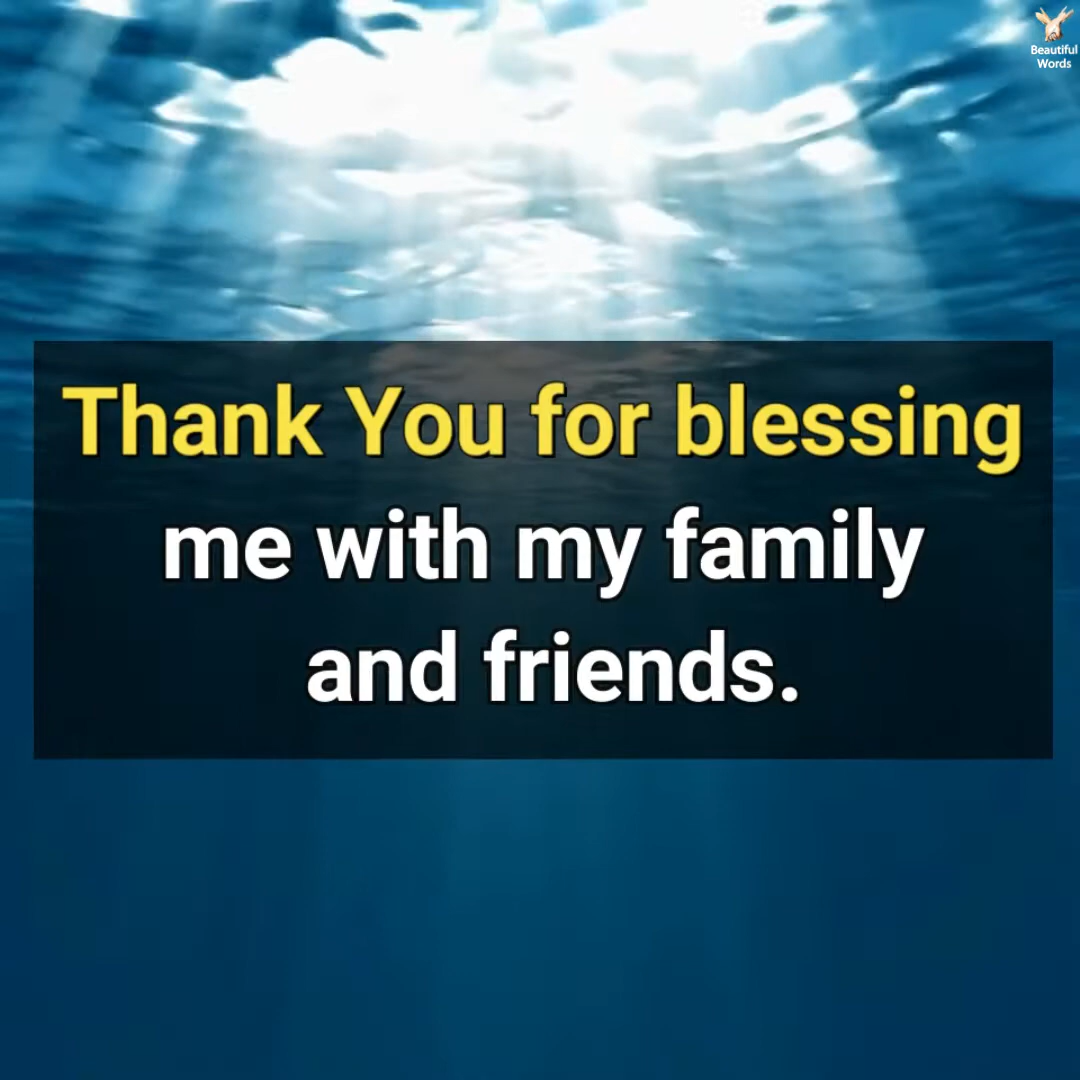 Beautiful
Words
Thank You for blessing
me with my family
and friends.